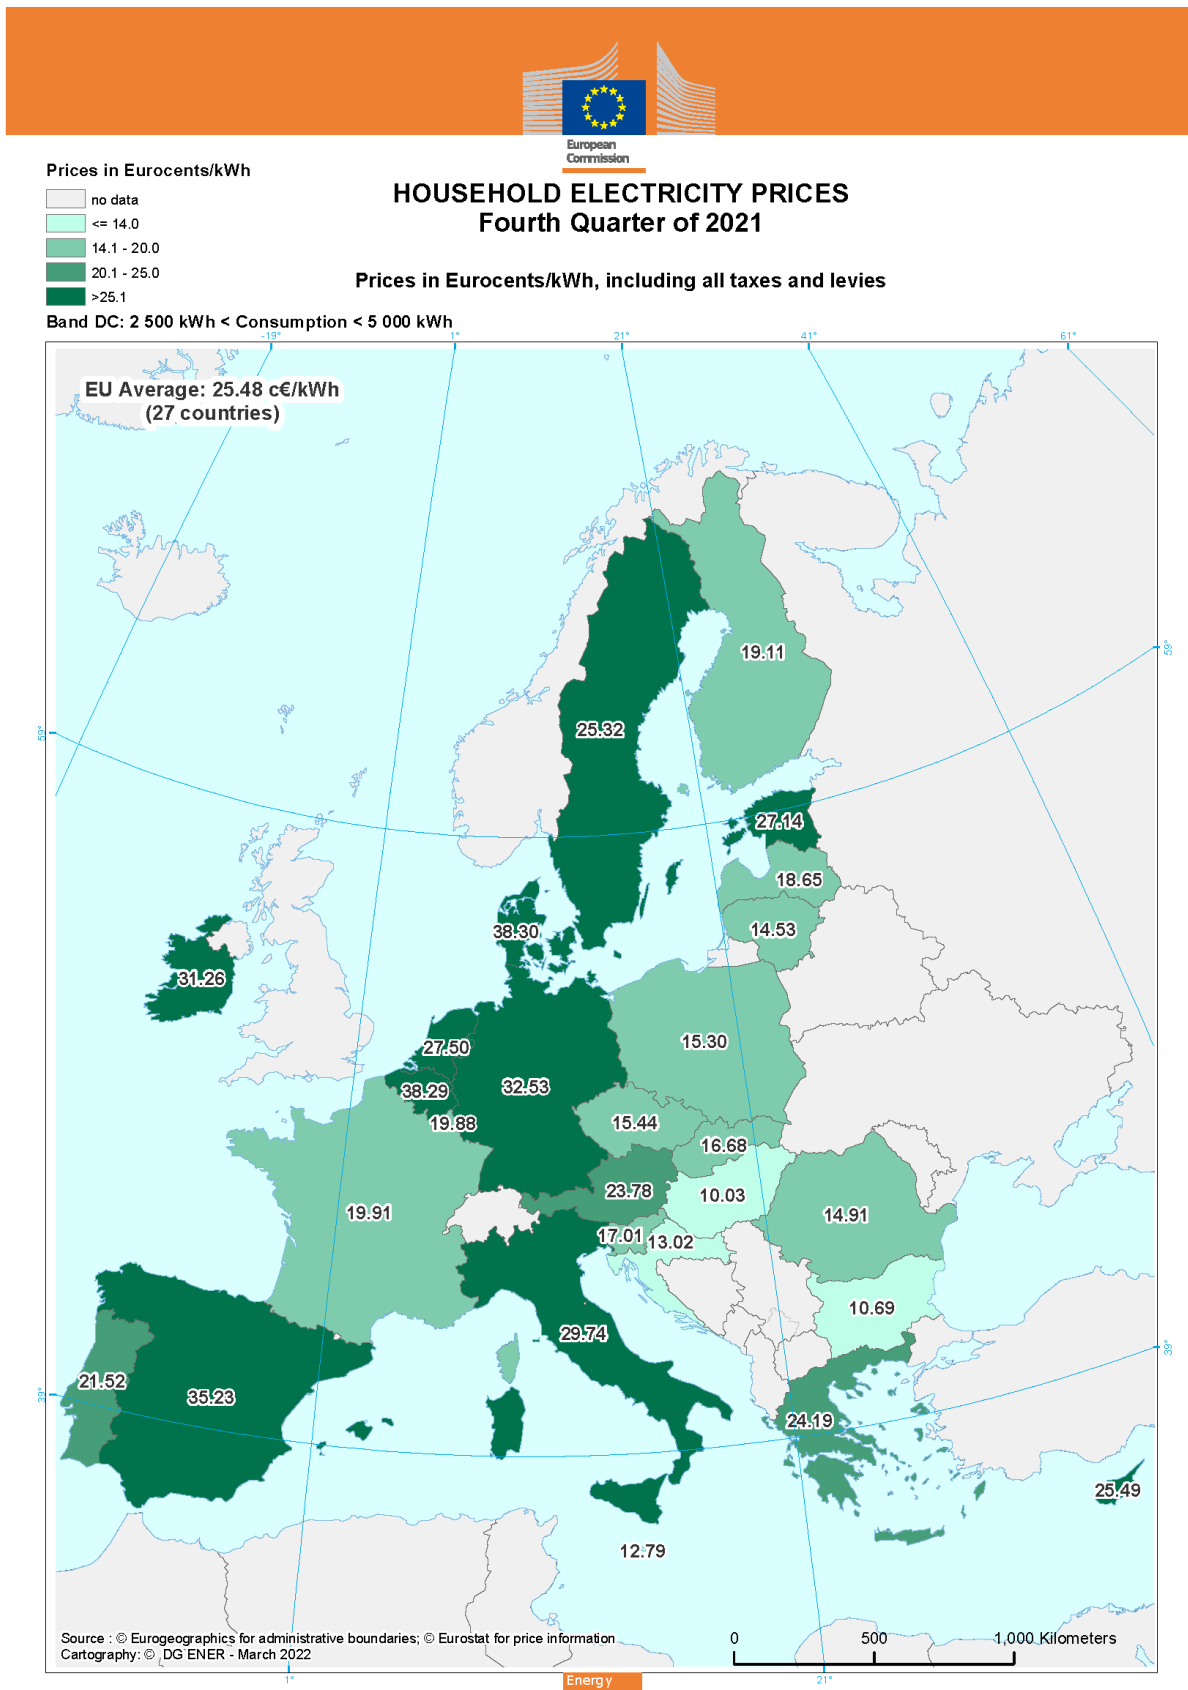 European
Commission
Prices in Eurocents/kWh
no data
<= 14.0
14.1 - 20.0
20.1 - 25.0
>25.1
HOUSEHOLD ELECTRICITY PRICES
Fourth Quarter of 2021
Prices in Eurocents/kWh, including all taxes and levies
Band DC: 2 500 kWh < Consumption < 5 000 kWh
-19°
1°
21°
41°
61°
EU Average: 25.48 c€/kWh
(27 countries)
59°
19.11
25.32
59°
27.14
18.65
14.53
38.30
31.26
27.50
15.30
38.29
32.53
19.88
15.44
16.68
23.78
10.03
19.91
14.91
17.01
13.02
10.69
29.74
39°
21.52
35.23
39°
24.19
25.49
12.79
Source : © Eurogeographics for administrative boundaries; © Eurostat for price information
Cartography: © DG ENER - March 2022
0
500
1,000 Kilometers
1°
Energy
21°